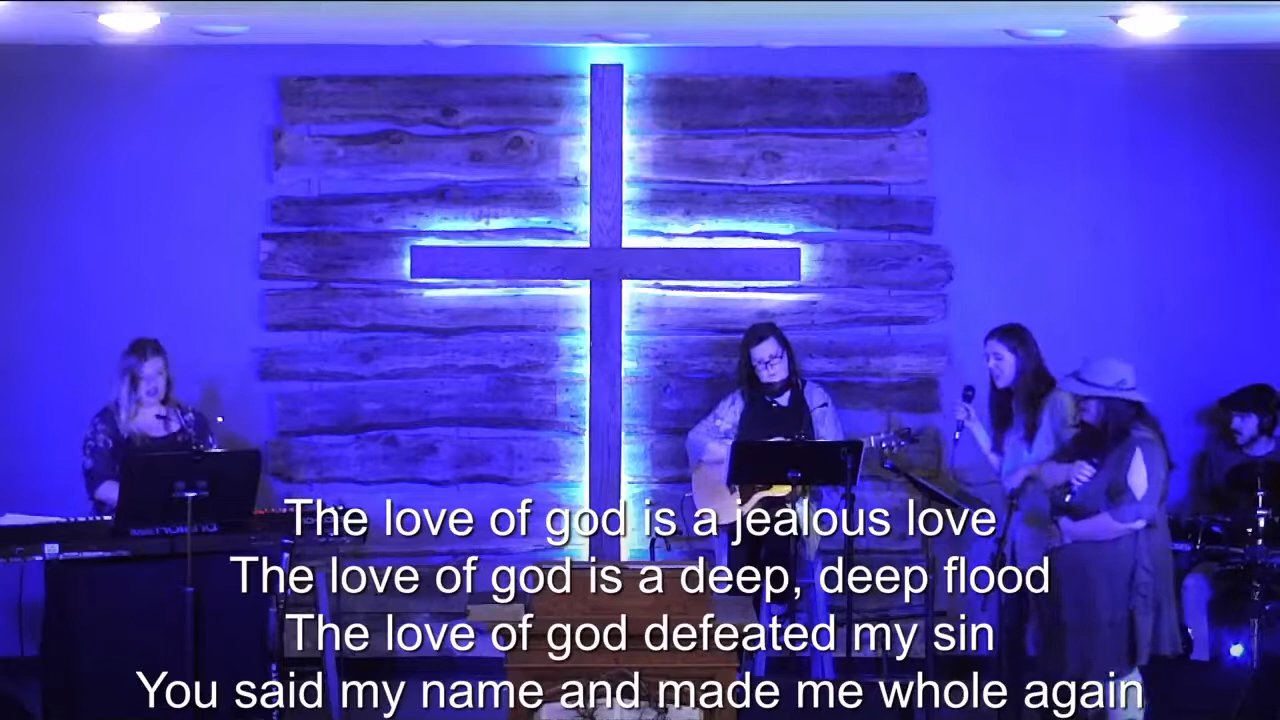 The love of god is a jealous love
The love of god is a deep, deep flood
The love of god defeated my sin
You said my name and made me whole again